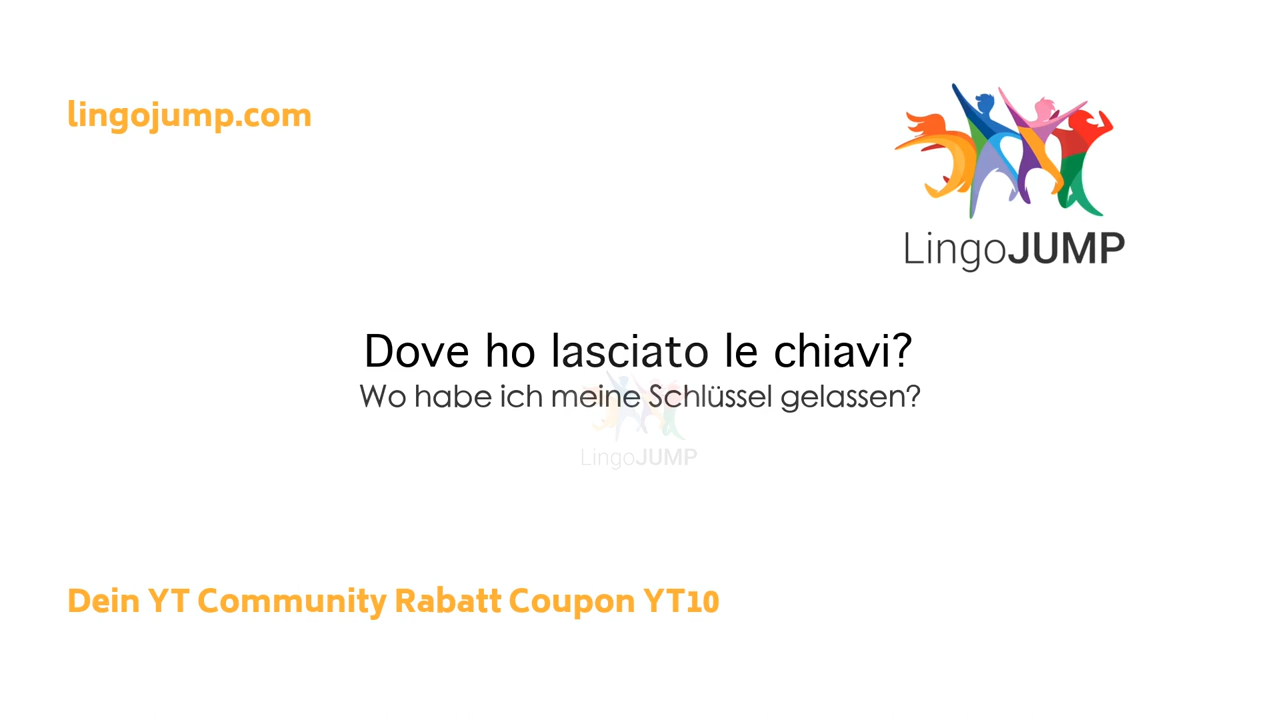 lingojump.com
LingoJUMP
Dove ho lasciato le chiavi?
Wo habe ich meine Schlüssel gelassen?
LingoJUMP
Dein YT Community Rabatt Coupon YT10